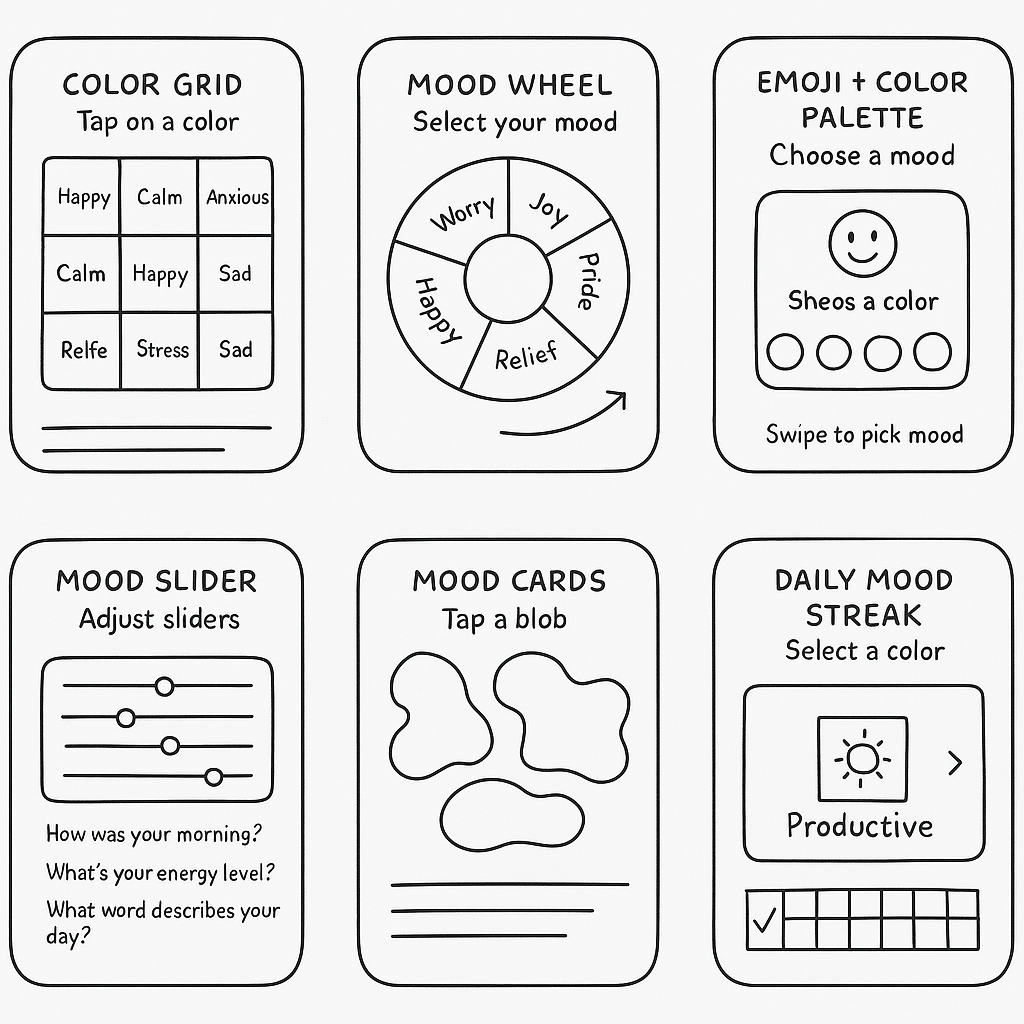 COLOR GRID
Tap on a color
Happy Calm Anxious
Calm Happy Sad
Relfe Stress Sad
MOOD WHEEL
Select your mood
Worry
Joy
Pride
Relief
Happy
EMOJI + COLOR
PALETTE
Choose a mood
Sheos a color
Swipe to pick mood
MOOD SLIDER
Adjust sliders
How was your morning?
What's your energy level?
What word describes your
day?
MOOD CARDS
Tap a blob
DAILY MOOD
STREAK
Select a color
Productive